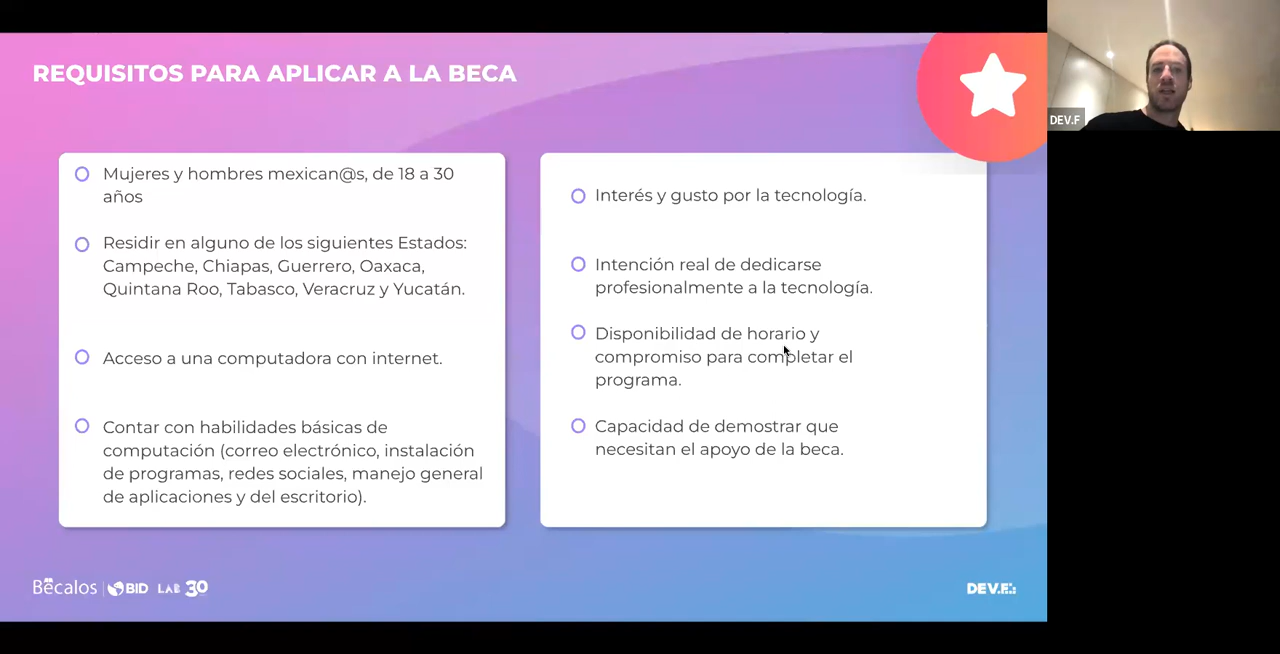 REQUISITOS PARA APLICAR A LA BECA
Mujeres y hombres mexican@s, de 18 a 30
años
Residir en alguno de los siguientes Estados:
Campeche, Chiapas, Guerrero, Oaxaca,
Quintana Roo, Tabasco, Veracruz y Yucatán.
Acceso a una computadora con internet.
Contar con habilidades básicas de
computación (correo electrónico, instalación
de programas, redes sociales, manejo general
de aplicaciones y del escritorio).
Interés y gusto por la tecnología.
Intención real de dedicarse
profesionalmente a la tecnología.
Disponibilidad de horario y
compromiso para completar el
programa.
Capacidad de demostrar que
necesitan el apoyo de la beca.
Bécalos BID LAB 30
DEV.F.:
DEV.F